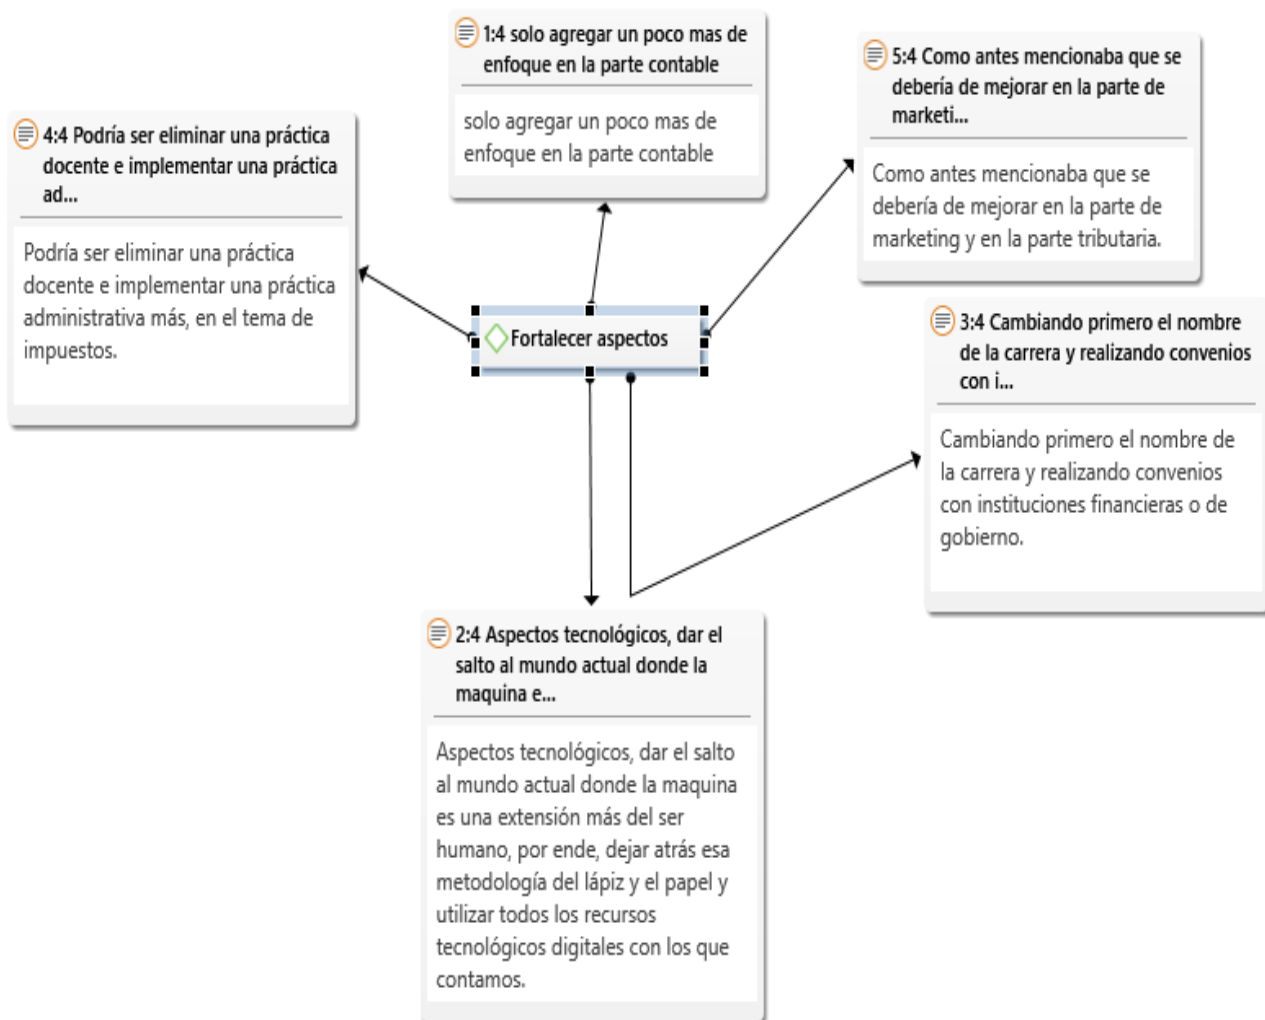 1:4 solo agregar un poco mas de
enfoque en la parte contable
solo agregar un poco mas de
enfoque en la parte contable
5:4 Como antes mencionaba que se
debería de mejorar en la parte de
marketi...
Como antes mencionaba que se
debería de mejorar en la parte de
marketing y en la parte tributaria.
4:4 Podría ser eliminar una práctica
docente e implementar una práctica
ad...
Podría ser eliminar una práctica
docente e implementar una práctica
administrativa más, en el tema de
impuestos.
Fortalecer aspectos
3:4 Cambiando primero el nombre
de la carrera y realizando convenios
con i...
Cambiando primero el nombre de
la carrera y realizando convenios
con instituciones financieras o de
gobierno.
2:4 Aspectos tecnológicos, dar el
salto al mundo actual donde la
maquina e...
Aspectos tecnológicos, dar el salto
al mundo actual donde la maquina
es una extensión más del ser
humano, por ende, dejar atrás esa
metodología del lápiz y el papel y
utilizar todos los recursos
tecnológicos digitales con los que
contamos.